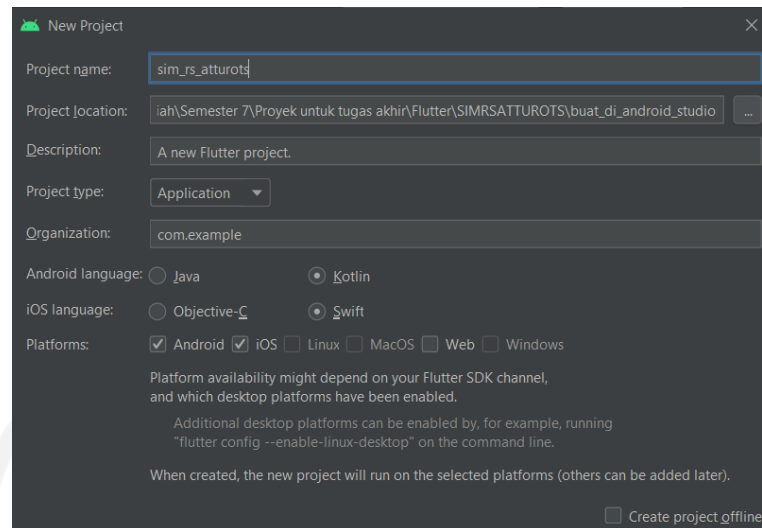 New Project
Project name: sim_rs_atturots
Project location: iah\Semester 7\Proyek untuk tugas akhir\Flutter\SIMRSATTUROTS\buat_di_android_studio ...
Description: A new Flutter project.
Project type: Application
Organization: com.example
Android language: Java Kotlin
iOS language: Objective-C Swift
Platforms: Android iOS Linux MacOS Web Windows
Platform availability might depend on your Flutter SDK channel,
and which desktop platforms have been enabled.
Additional desktop platforms can be enabled by, for example, running
"flutter config --enable-linux-desktop" on the command line.
When created, the new project will run on the selected platforms (others can be added later).
Create project offline